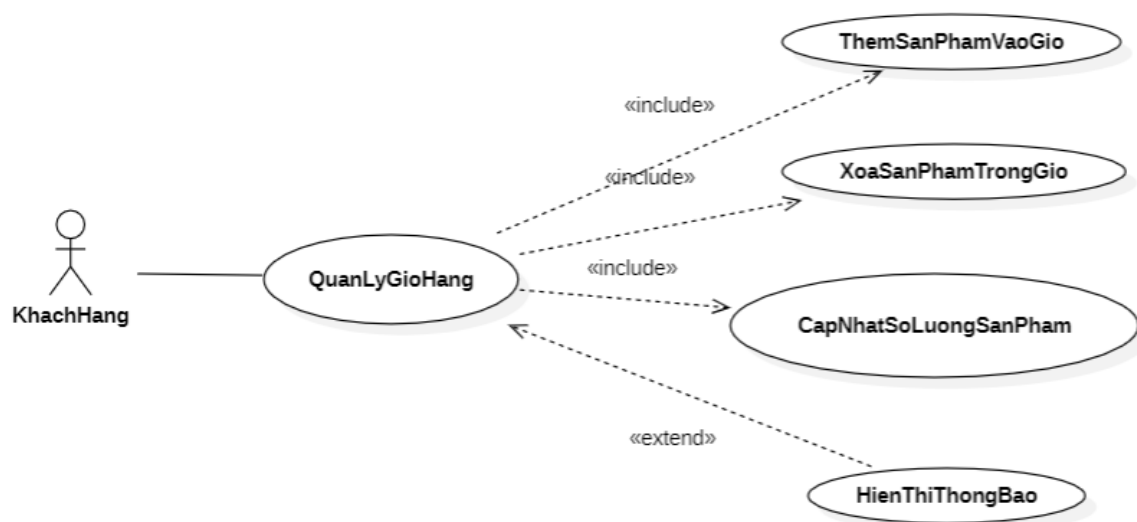 ThemSanPhamVaoGio
«include»
«include»
XoaSanPhamTrongGio
«include»
KhachHang
QuanLyGioHang
CapNhatSoLuongSanPham
«extend»
HienThiThongBao